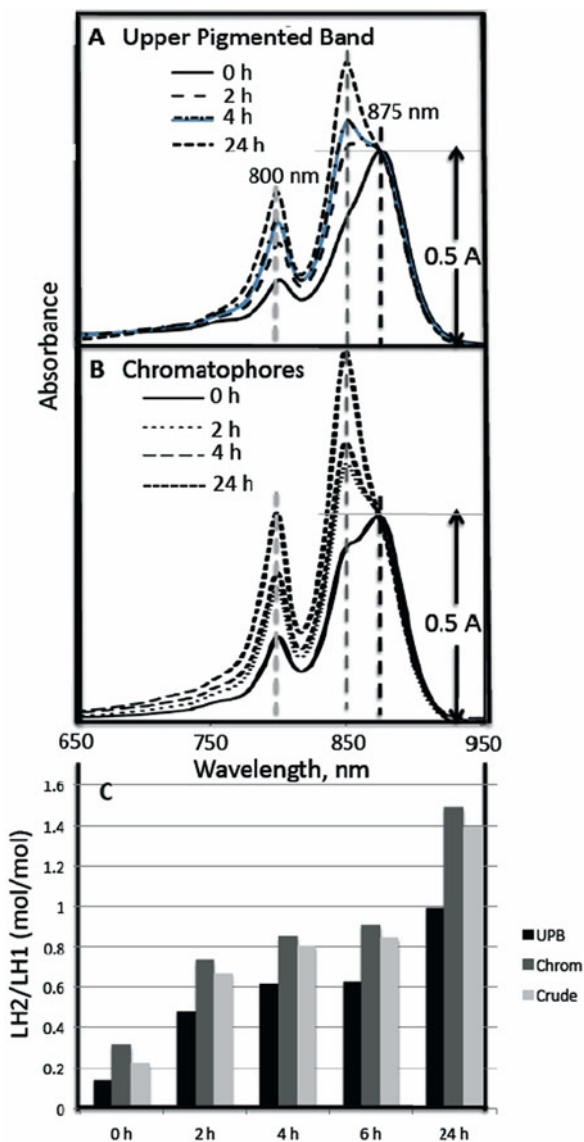 A Upper Pigmented Band
0 h
2 h
4 h
24 h
875 nm
800 nm
0.5 A
Absorbance
B Chromatophores
0 h
2 h
4 h
24 h
0.5 A
650 750 850 950
Wavelength, nm
C
1.6
1.4
1.2
1
0.8
0.6
0.4
0.2
0
LH2/LH1 (mol/mol)
UPB
Chrom
Crude
0 h 2 h 4 h 6 h 24 h